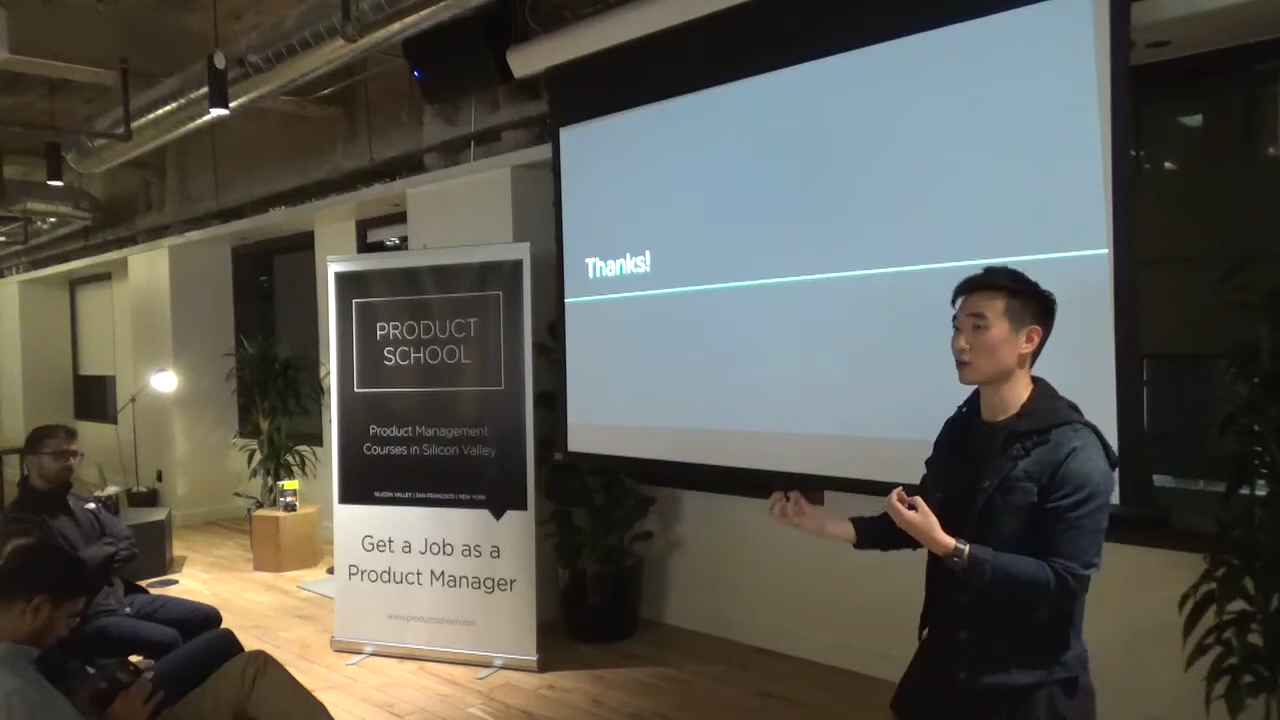 Thanks!
PRODUCT
SCHOOL
Product Management
Courses in Silicon Valley
SILICON VALLEY | SAN FRANCISCO | NEW YORK
Get a Job as a
Product Manager
www.productschool.com